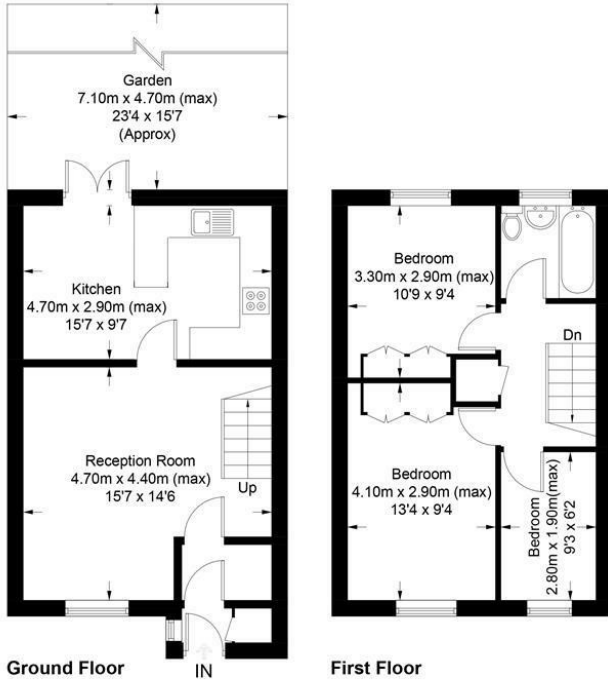 Garden
7.10m x 4.70m (max)
23'4 x 15'7
(Approx)
Kitchen
4.70m x 2.90m (max)
15'7 x 9'7
Reception Room
4.70m x 4.40m (max)
15'7 x 14'6
Up
IN
Ground Floor
Bedroom
3.30m x 2.90m (max)
10'9 x 9'4
Dn
Bedroom
4.10m x 2.90m (max)
13'4 x 9'4
Bedroom
2.80m x 1.90m(max)
9'3 x 6'2
First Floor